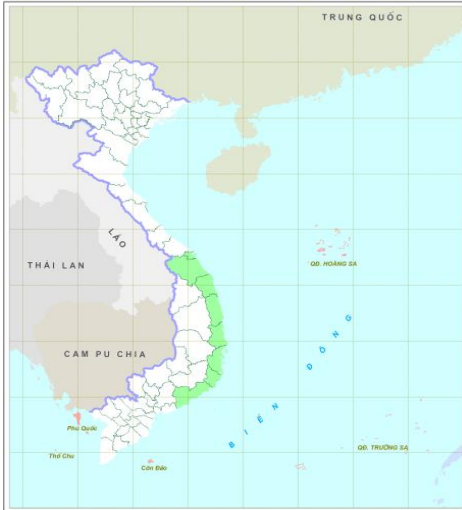 TRUNG QUỐC
LÀO
QĐ. HOÀNG SA
THÁI LAN
BIỂN ĐÔNG
CAM PU CHIA
Phú Quốc
Thổ Chu
Côn Đảo
QĐ. TRƯỜNG SA